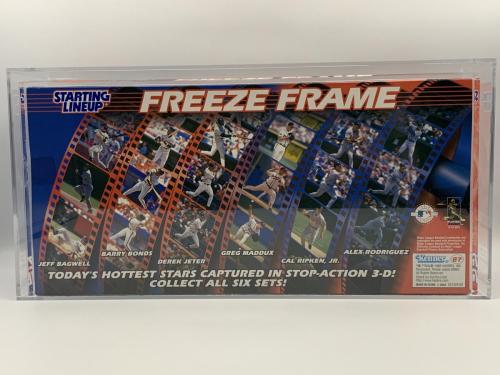 STARTING
LINEUP
FREEZE FRAME
JEFF BAGWELL
BARRY BONDS
DEREK JETER
GREG MADDUX
CAL RIPKEN, JR.
ALEX RODRIGUEZ
TODAY'S HOTTEST STARS CAPTURED IN STOP-ACTION 3-D!
COLLECT ALL SIX SETS!
Kenner